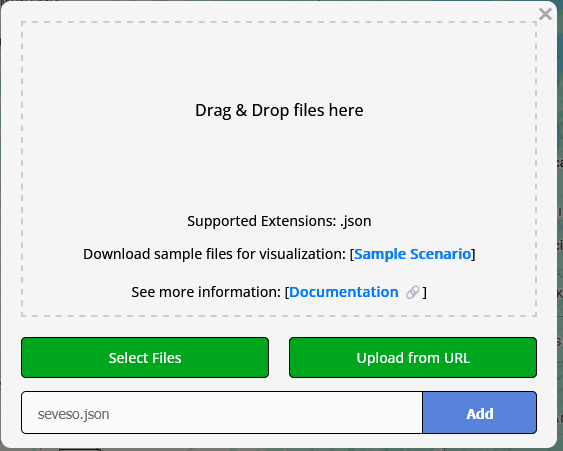 Drag & Drop files here
Supported Extensions: .json
Download sample files for visualization: [Sample Scenario]
See more information: [Documentation 🔗]
Select Files
Upload from URL
seveso.json
Add